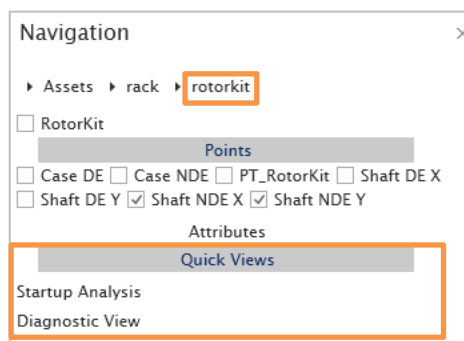 Navigation
Assets rack rotorkit
RotorKit
Points
Case DE Case NDE PT_RotorKit Shaft DE X
Shaft DE Y Shaft NDE X Shaft NDE Y
Attributes
Quick Views
Startup Analysis
Diagnostic View